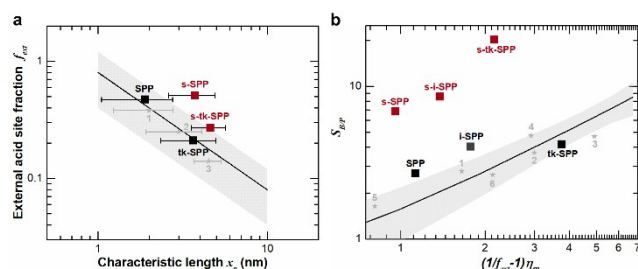 a
External acid site fraction f_ext
1
0.1
SPP
s-SPP
s-tk-SPP
tk-SPP
1
2
3
1
10
Characteristic length x_c (nm)
b
S_B/P
10
1
s-tk-SPP
s-i-SPP
s-SPP
SPP
i-SPP
tk-SPP
1
2
3
4
5
6
1
2
3
4
5
6
7
(1/f_ext-1)η_m